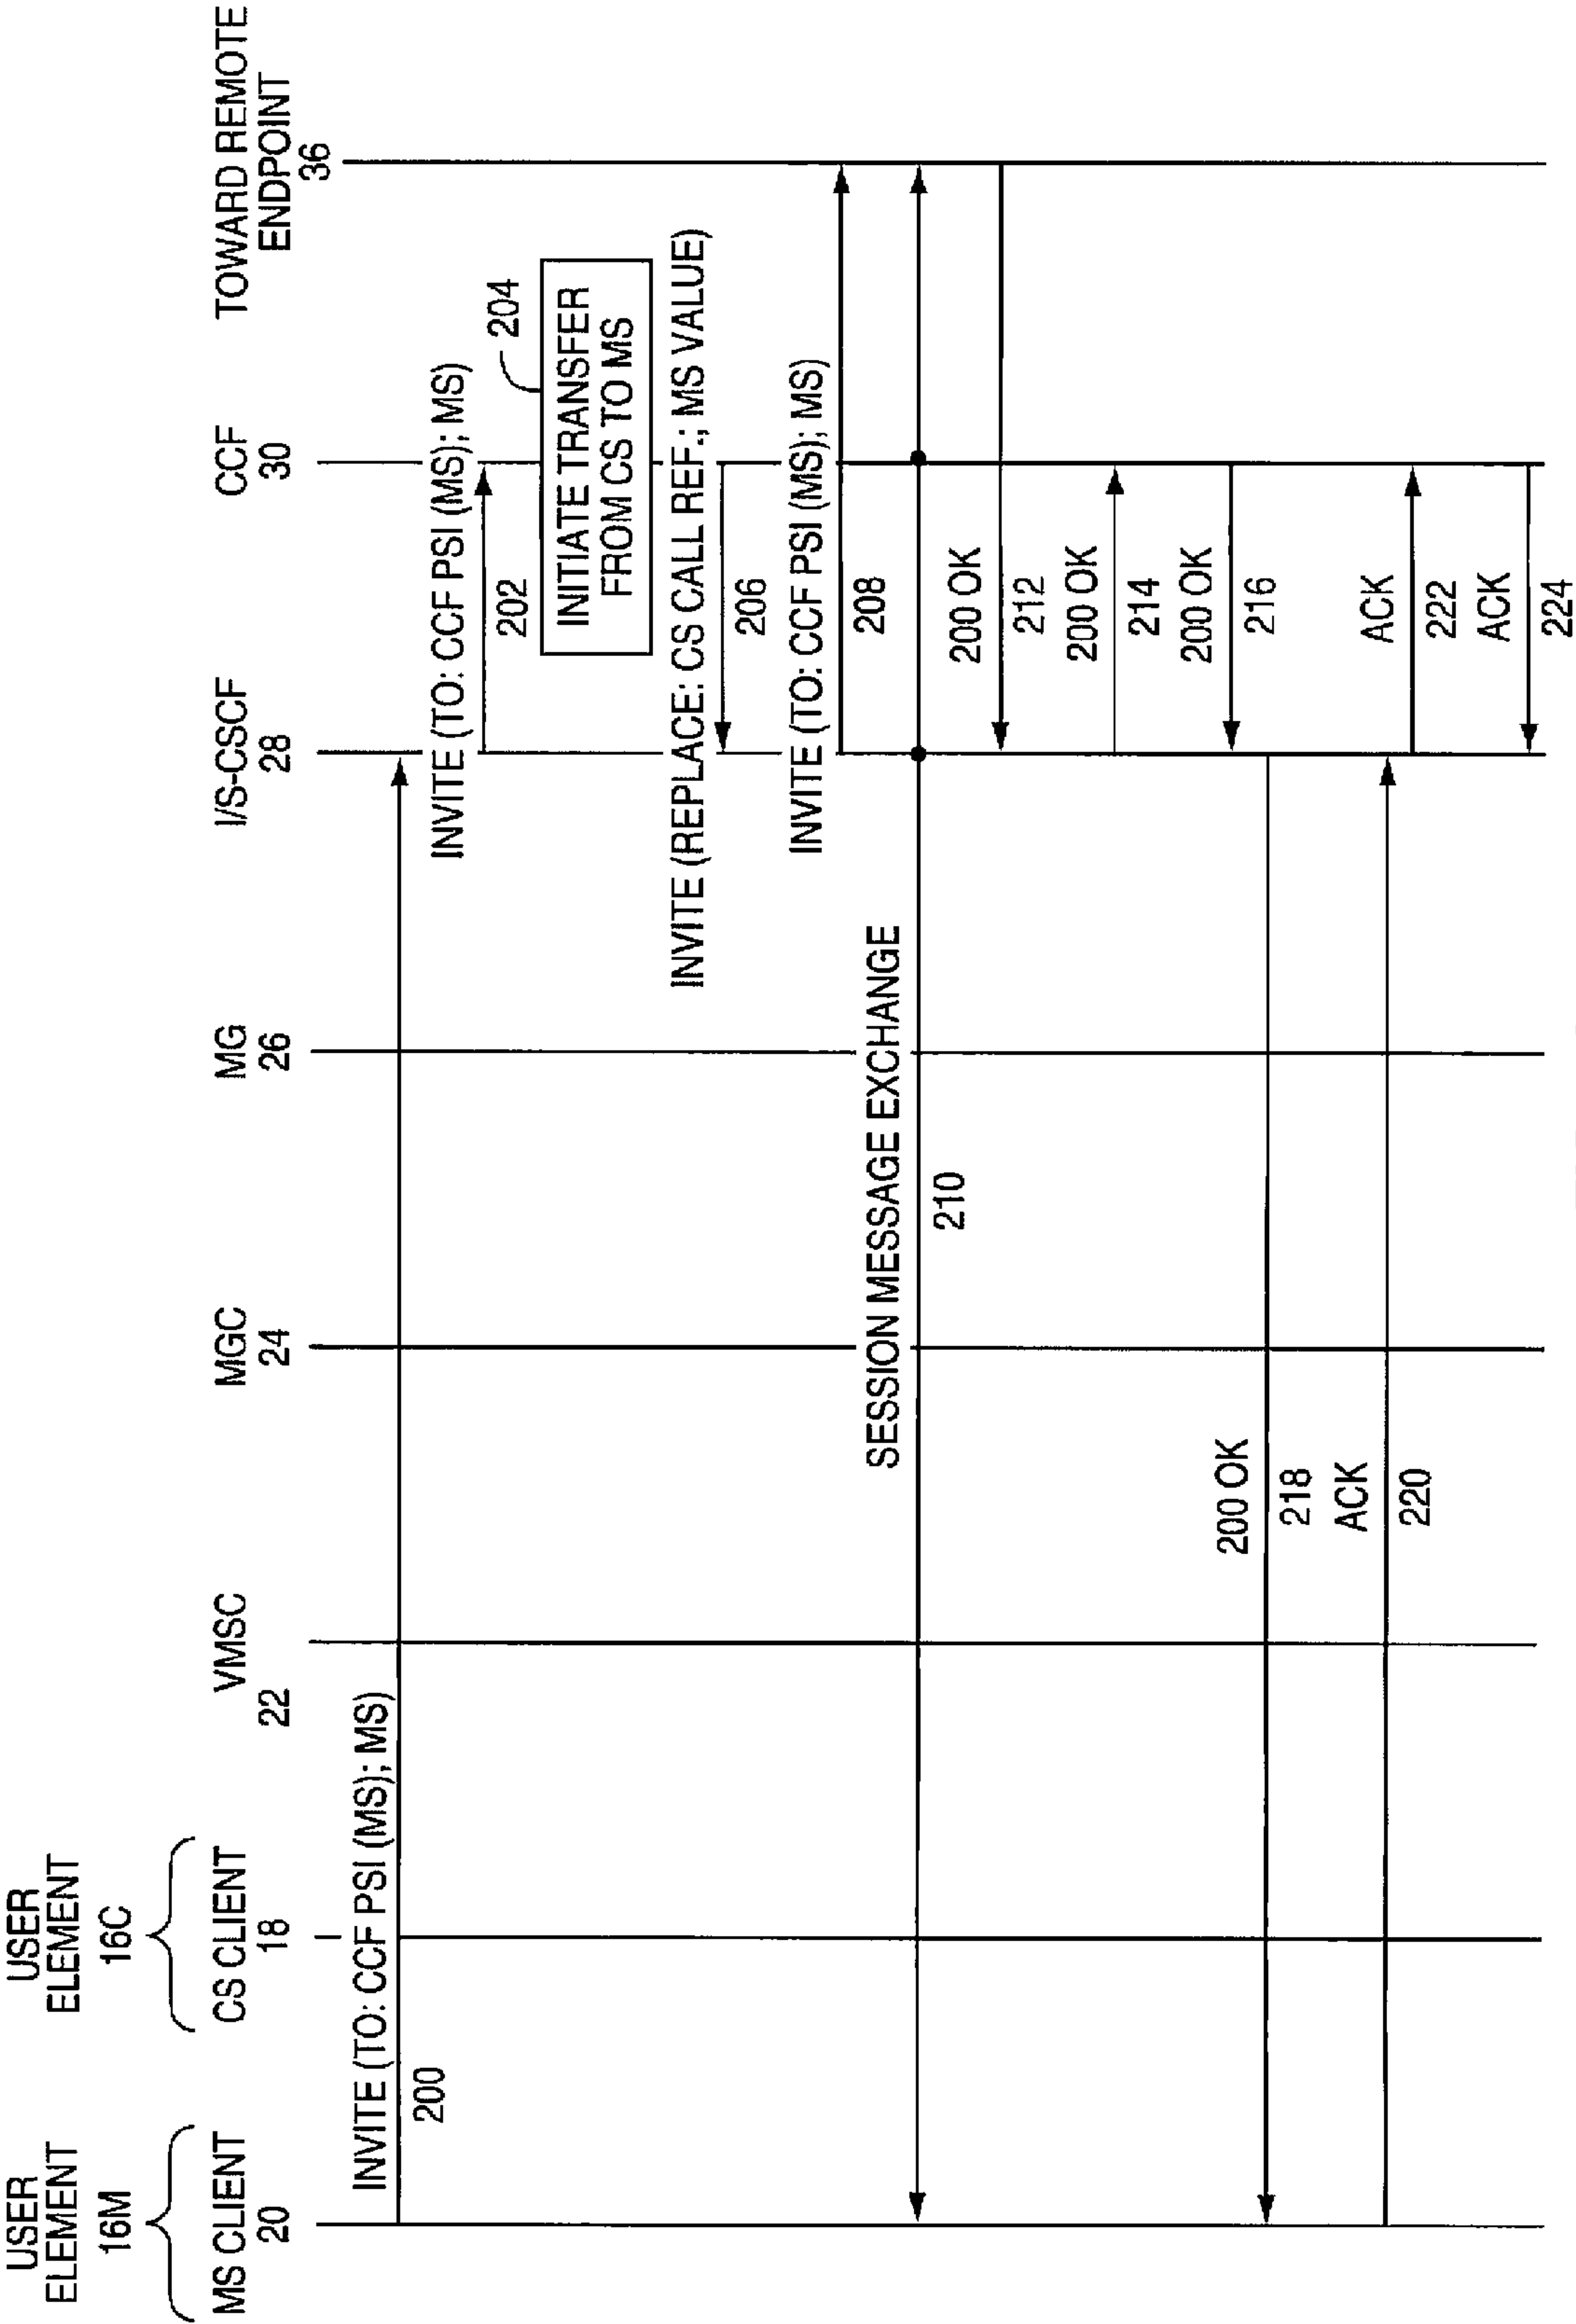 USER
ELEMENT
16M
MS CLIENT
20
USER
ELEMENT
16C
CS CLIENT
18
VMSC
22
MGC
24
MG
26
I/S-CSCF
28
CCF
30
TOWARD REMOTE
ENDPOINT
36
INVITE (TO: CCF PSI (MS); MS)
200
INVITE (TO: CCF PSI (MS); MS)
202
204
INITIATE TRANSFER
FROM CS TO MS
INVITE (REPLACE: CS CALL REF.; MS VALUE)
206
INVITE (TO: CCF PSI (MS); MS)
208
SESSION MESSAGE EXCHANGE
210
200 OK
212
200 OK
214
200 OK
216
200 OK
218
ACK
220
ACK
222
ACK
224